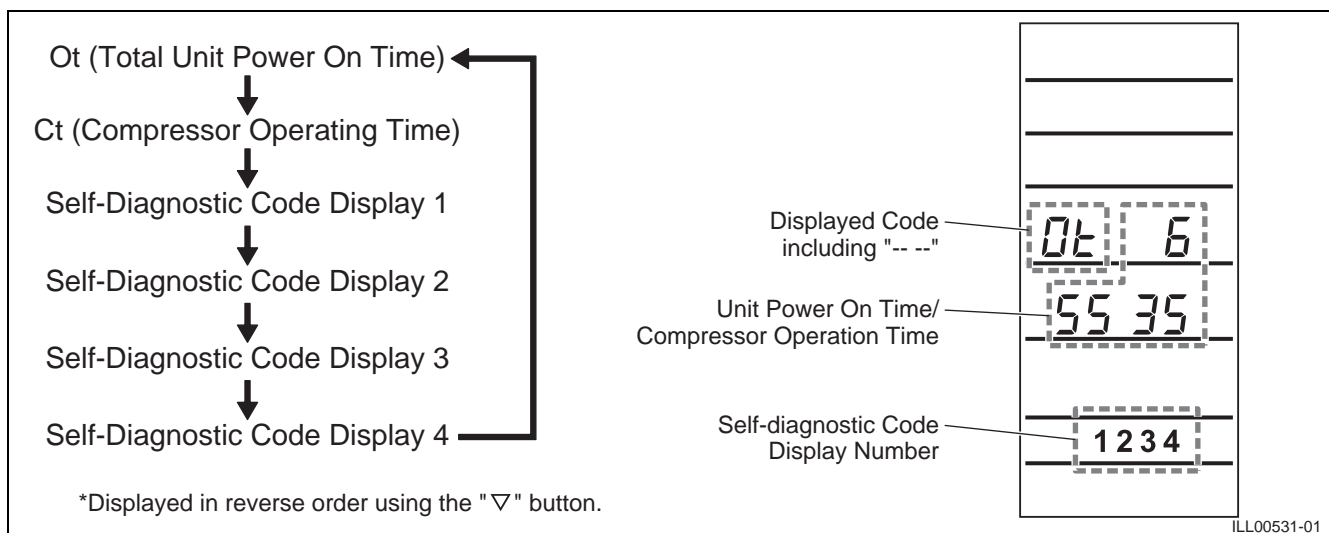 Ot (Total Unit Power On Time)
Ct (Compressor Operating Time)
Self-Diagnostic Code Display 1
Self-Diagnostic Code Display 2
Self-Diagnostic Code Display 3
Self-Diagnostic Code Display 4
*Displayed in reverse order using the "▽" button.
Displayed Code
including "-- --"
Unit Power On Time/
Compressor Operation Time
Self-diagnostic Code
Display Number
Ot 6
55 35
1234
ILL00531-01